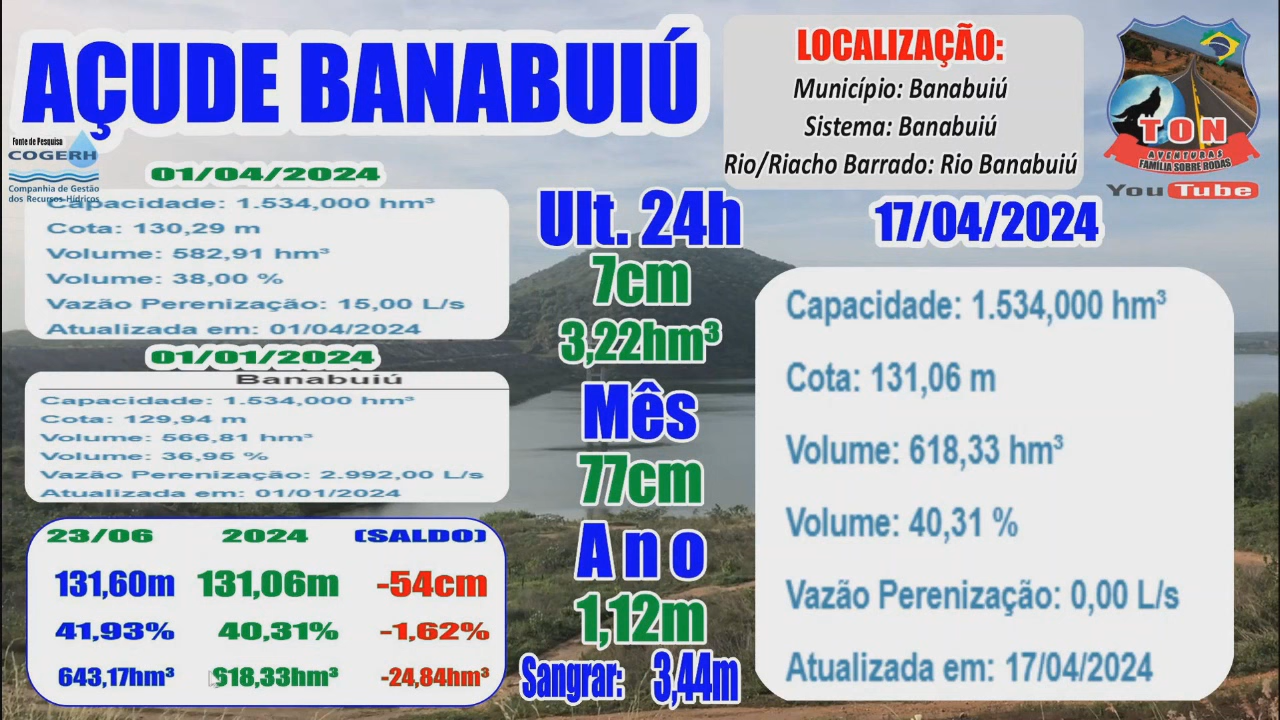 AÇUDE BANABUIÚ
LOCALIZAÇÃO:
Município: Banabuiú
Sistema: Banabuiú
Rio/Riacho Barrado: Rio Banabuiú
TON
AVENTURAS
FAMÍLIA SOBRE RODAS
YouTube
Fonte de Pesquisa
COGERH
Companhia de Gestão
dos Recursos Hídricos
01/04/2024
Capacidade: 1.534,000 hm³
Cota: 130,29 m
Volume: 582,91 hm³
Volume: 38,00 %
Vazão Perenização: 15,00 L/s
Atualizada em: 01/04/2024
01/01/2024
Banabuiú
Capacidade: 1.534,000 hm³
Cota: 129,94 m
Volume: 566,81 hm³
Volume: 36,95 %
Vazão Perenização: 2.992,00 L/s
Atualizada em: 01/01/2024
23/06 2024 (SALDO)
131,60m 131,06m -54cm
41,93% 40,31% -1,62%
643,17hm³ 618,33hm³ -24,84hm³
Ult. 24h
7cm
3,22hm³
Mês
77cm
Ano
1,12m
Sangrar: 3,44m
17/04/2024
Capacidade: 1.534,000 hm³
Cota: 131,06 m
Volume: 618,33 hm³
Volume: 40,31 %
Vazão Perenização: 0,00 L/s
Atualizada em: 17/04/2024